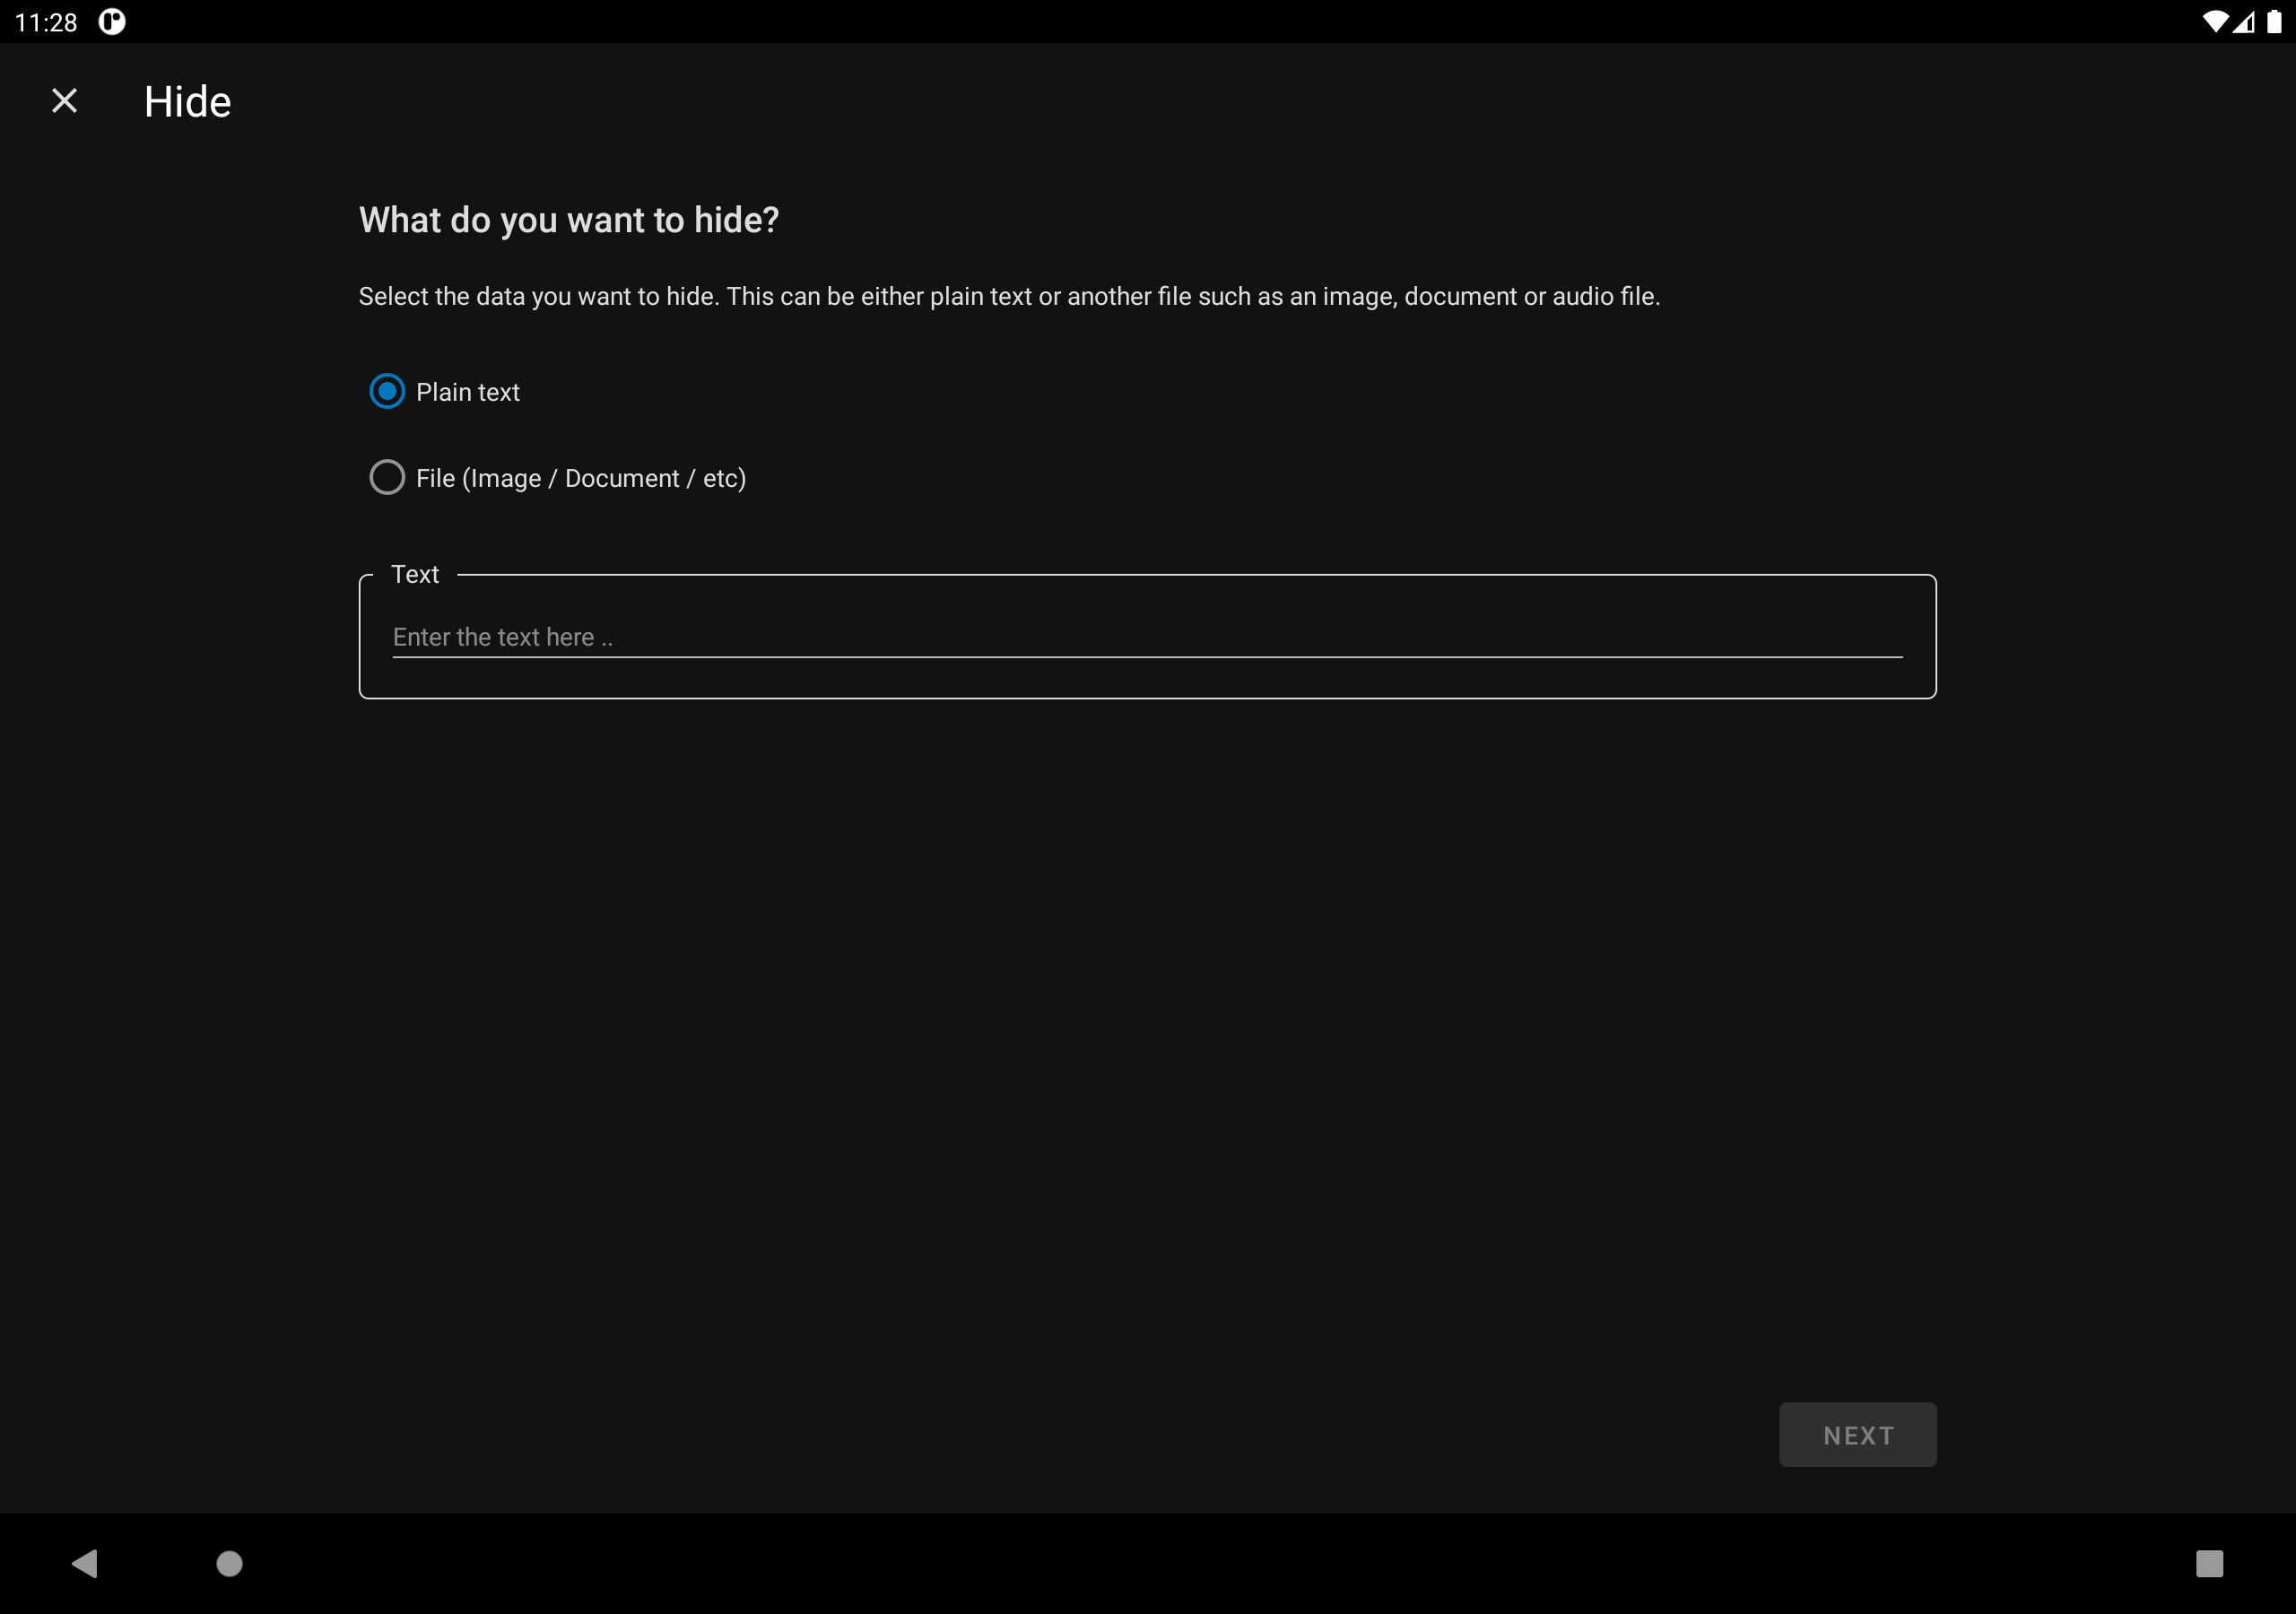 11:28
Hide
What do you want to hide?
Select the data you want to hide. This can be either plain text or another file such as an image, document or audio file.
Plain text
File (Image / Document / etc)
Text
Enter the text here ..
NEXT